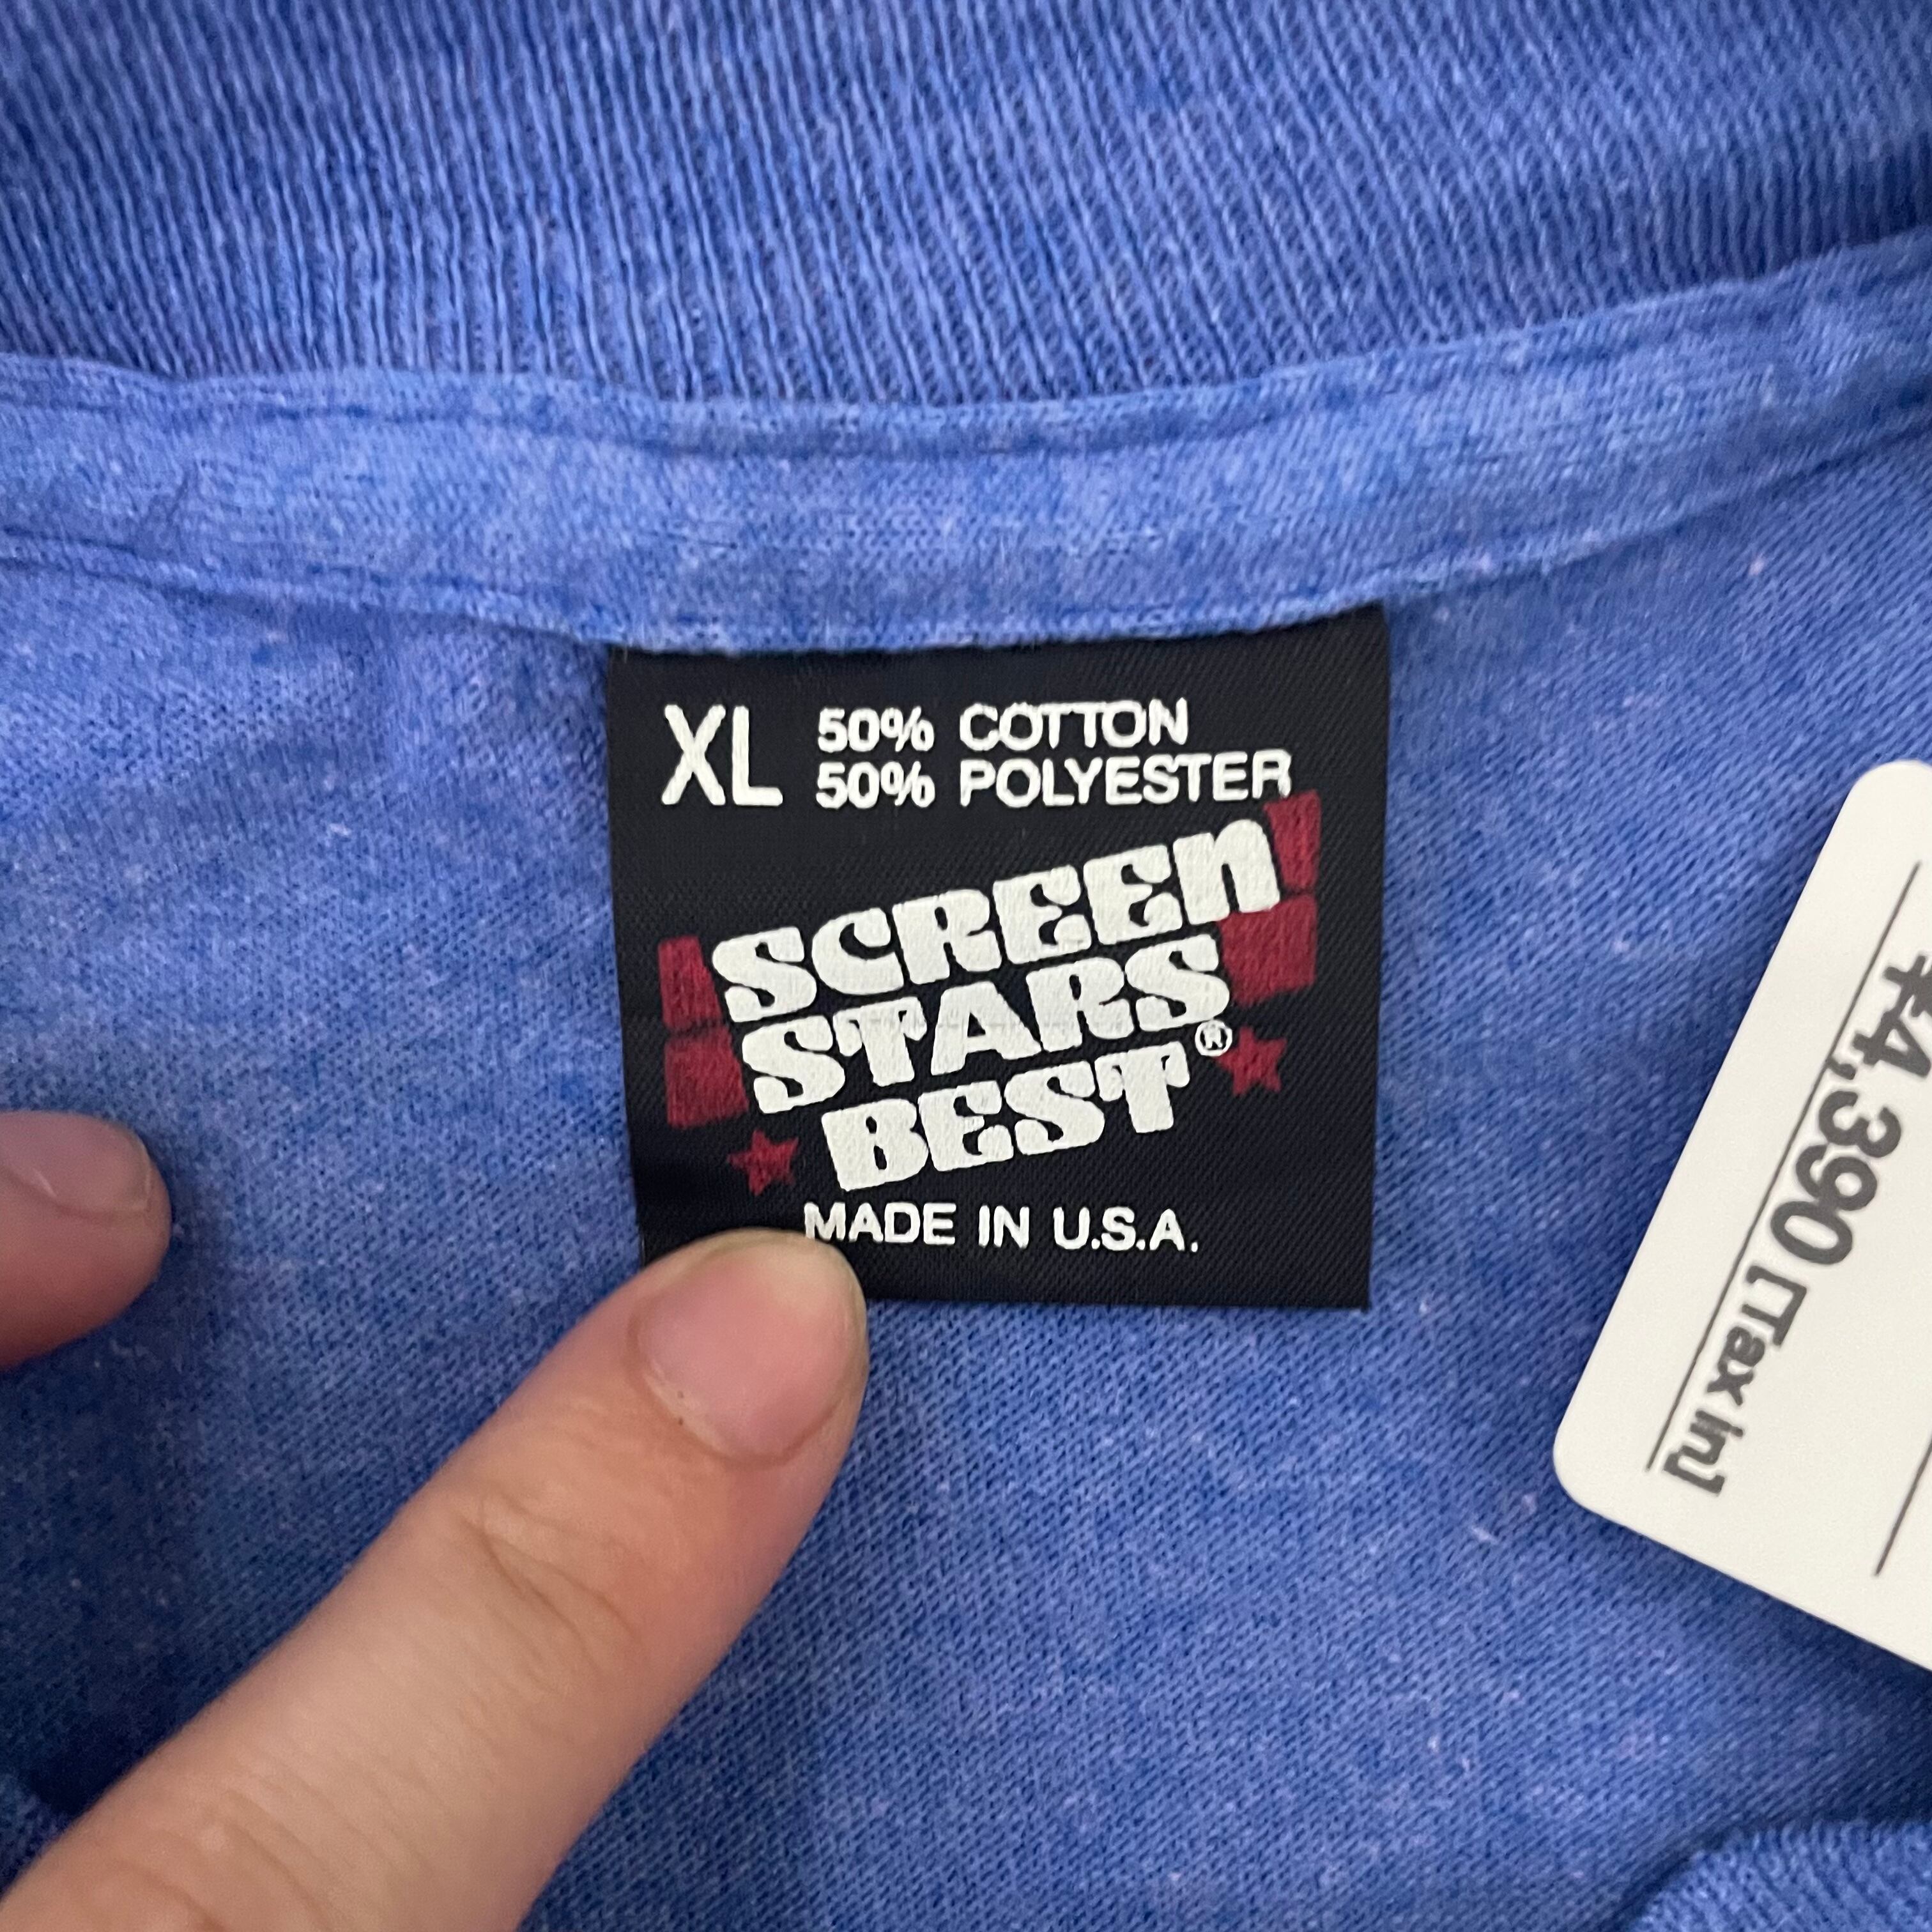 XL 50% COTTON
50% POLYESTER
SCREEN
STARS
BEST®
MADE IN U.S.A.
¥4,390 [Tax in]